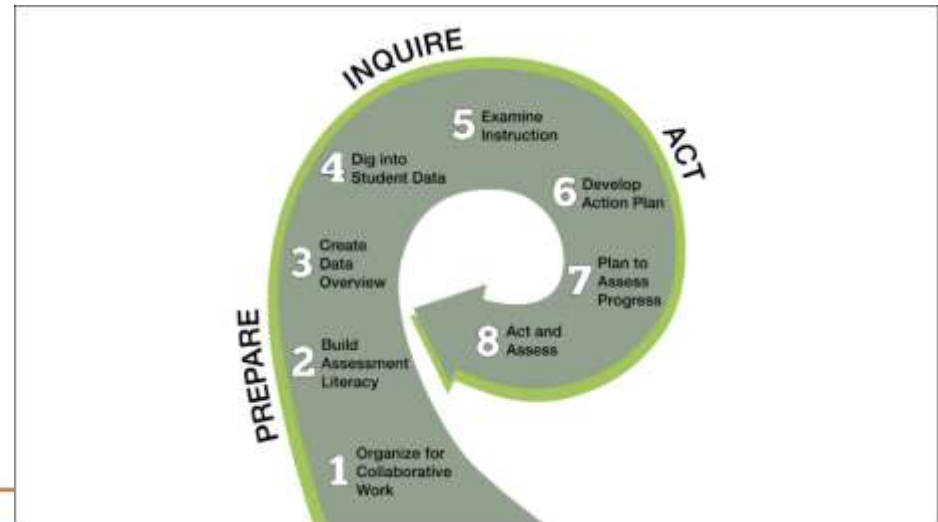 INQUIRE
ACT
PREPARE
5 Examine
Instruction
4 Dig into
Student Data
6 Develop
Action Plan
3 Create
Data
Overview
7 Plan to
Assess
Progress
8 Act and
Assess
2 Build
Assessment
Literacy
1 Organize for
Collaborative
Work